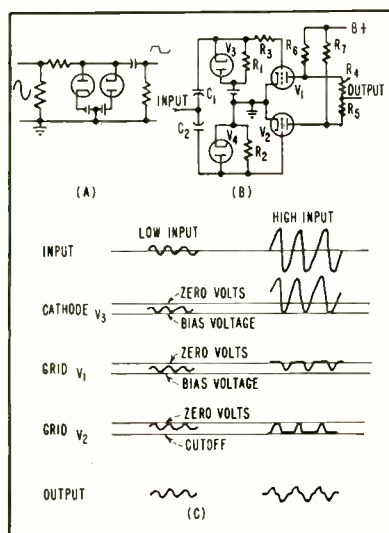 B+
V3
R3
R6
R7
R1
V1
R4
INPUT
C1
OUTPUT
C2
V4
V2
R5
R2
(A)
(B)
LOW INPUT
HIGH INPUT
INPUT
ZERO VOLTS
CATHODE V3
BIAS VOLTAGE
ZERO VOLTS
GRID V1
BIAS VOLTAGE
ZERO VOLTS
GRID V2
CUTOFF
OUTPUT
(C)